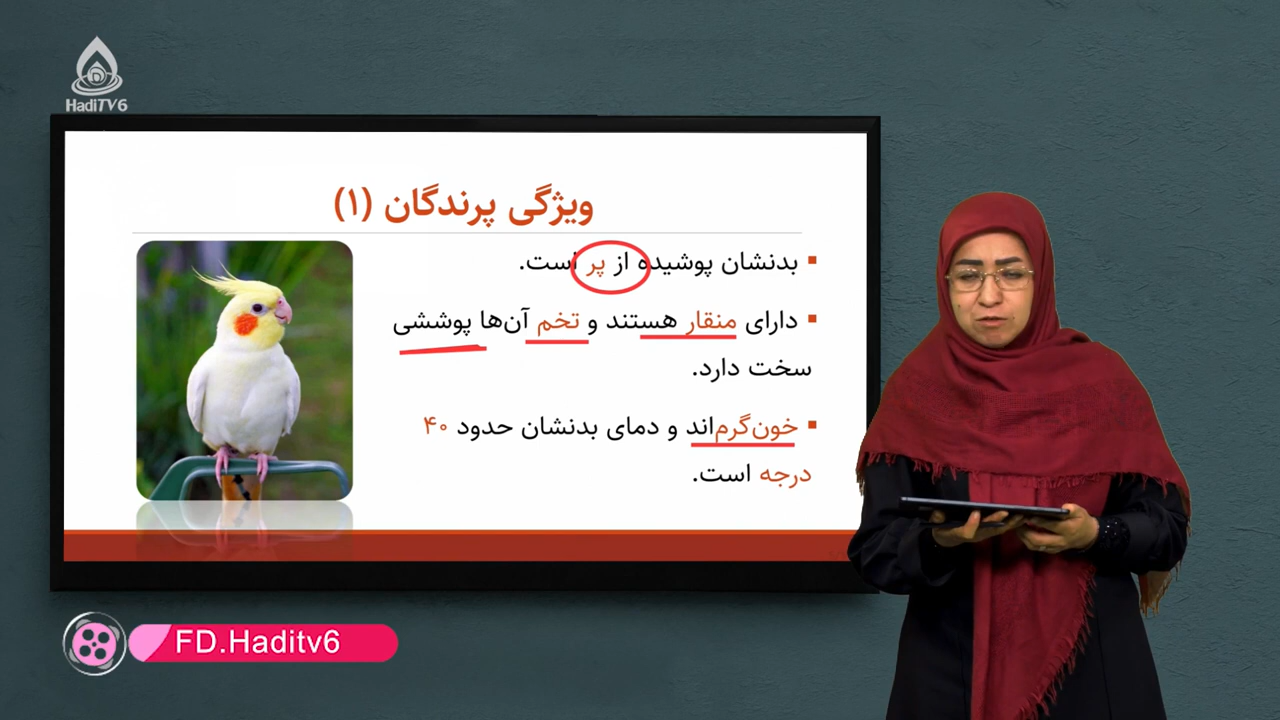 HadiTV6
ویژگی پرندگان (۱)
بدنشان پوشیده از پر است.
دارای منقار هستند و تخم آن‌ها پوششی
سخت دارد.
خون‌گرم‌اند و دمای بدنشان حدود ۴۰
درجه است.
FD.Haditv6